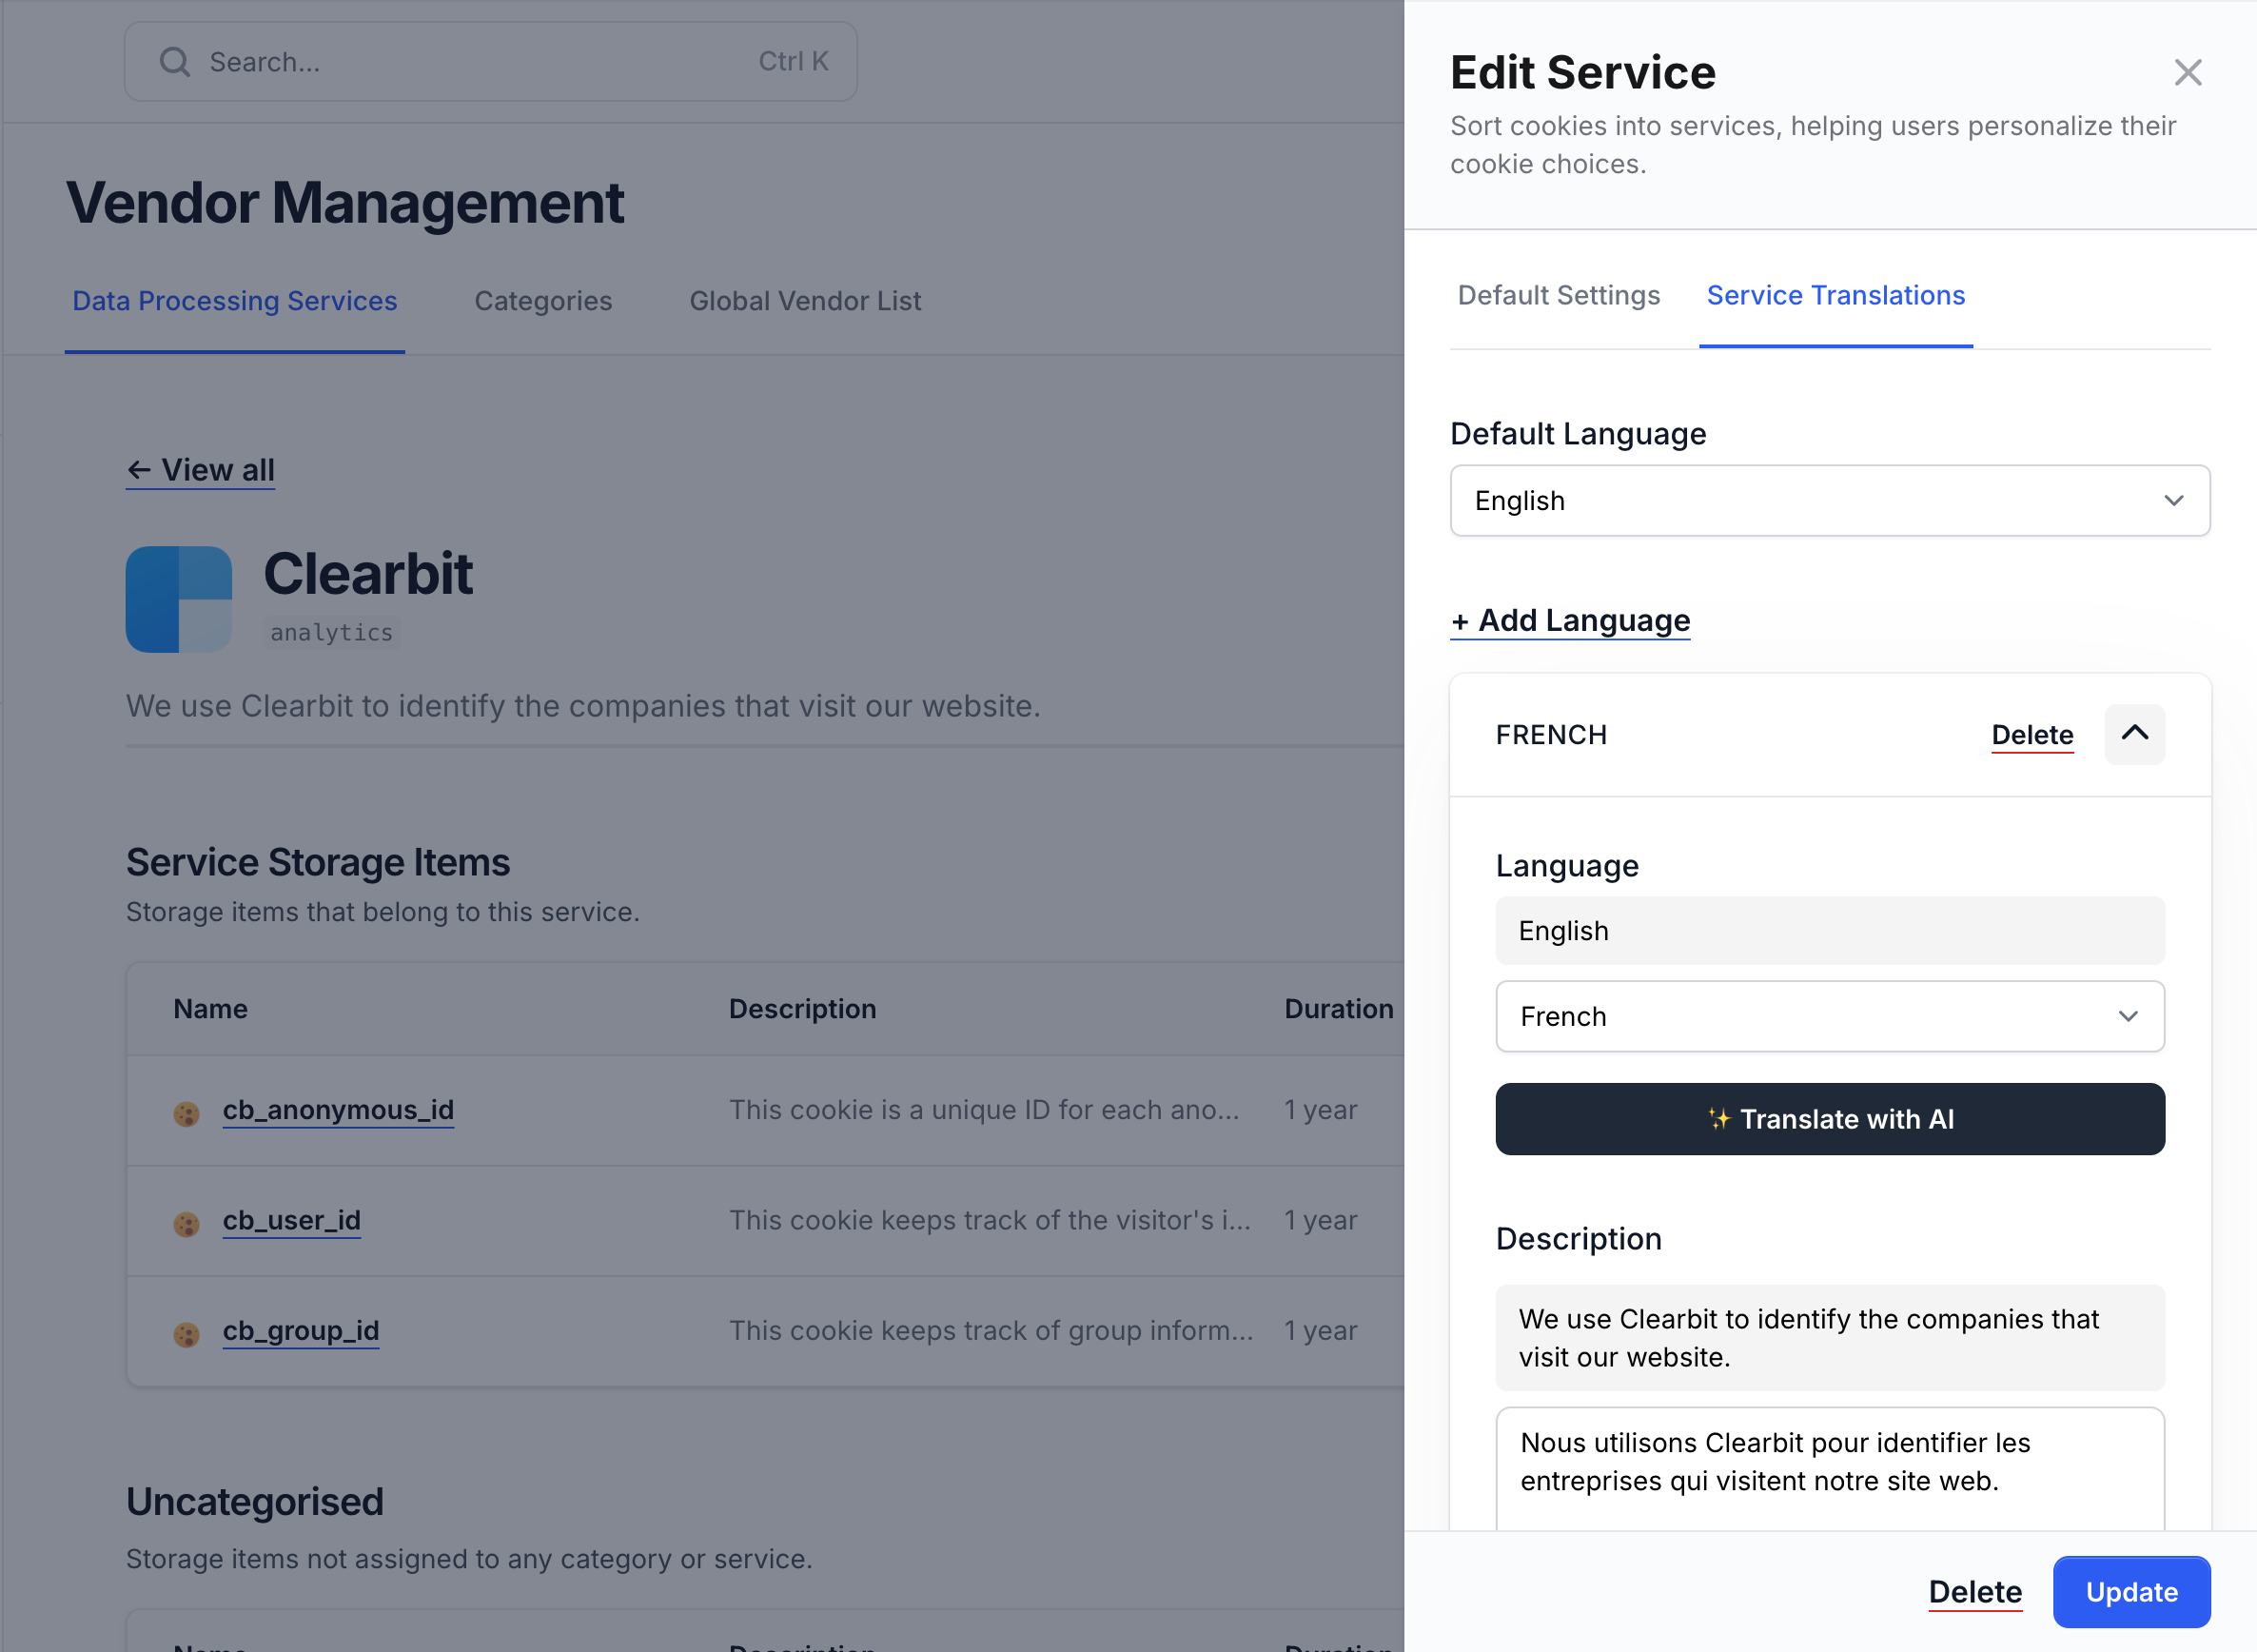 Search...
Ctrl K
Vendor Management
Data Processing Services
Categories
Global Vendor List
← View all
Clearbit
analytics
We use Clearbit to identify the companies that visit our website.
Service Storage Items
Storage items that belong to this service.
Name Description Duration
cb_anonymous_id This cookie is a unique ID for each ano... 1 year
cb_user_id This cookie keeps track of the visitor's i... 1 year
cb_group_id This cookie keeps track of group inform... 1 year
Uncategorised
Storage items not assigned to any category or service.
Name Description Duration
Edit Service
Sort cookies into services, helping users personalize their
cookie choices.
Default Settings
Service Translations
Default Language
English
+ Add Language
FRENCH
Delete
Language
English
French
✨ Translate with AI
Description
We use Clearbit to identify the companies that
visit our website.
Nous utilisons Clearbit pour identifier les
entreprises qui visitent notre site web.
Delete
Update